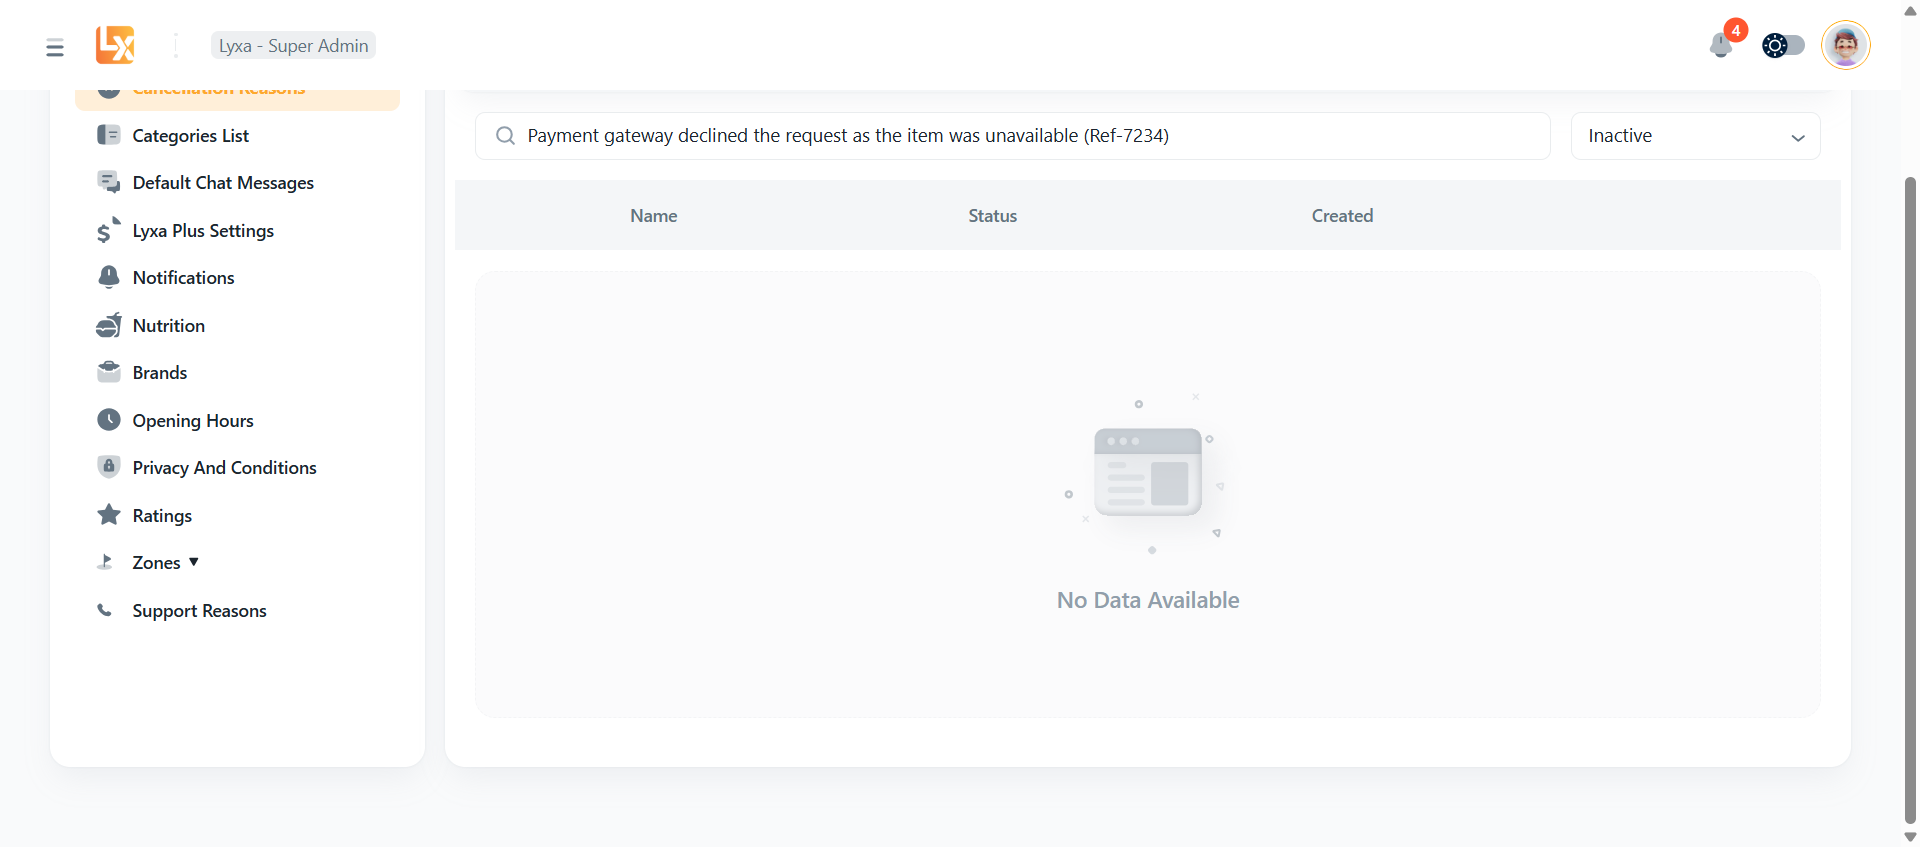 LX
Lyxa - Super Admin
4
Cancellation Reasons
Categories List
Default Chat Messages
Lyxa Plus Settings
Notifications
Nutrition
Brands
Opening Hours
Privacy And Conditions
Ratings
Zones ▼
Support Reasons
Payment gateway declined the request as the item was unavailable (Ref-7234)
Inactive
Name Status Created
No Data Available